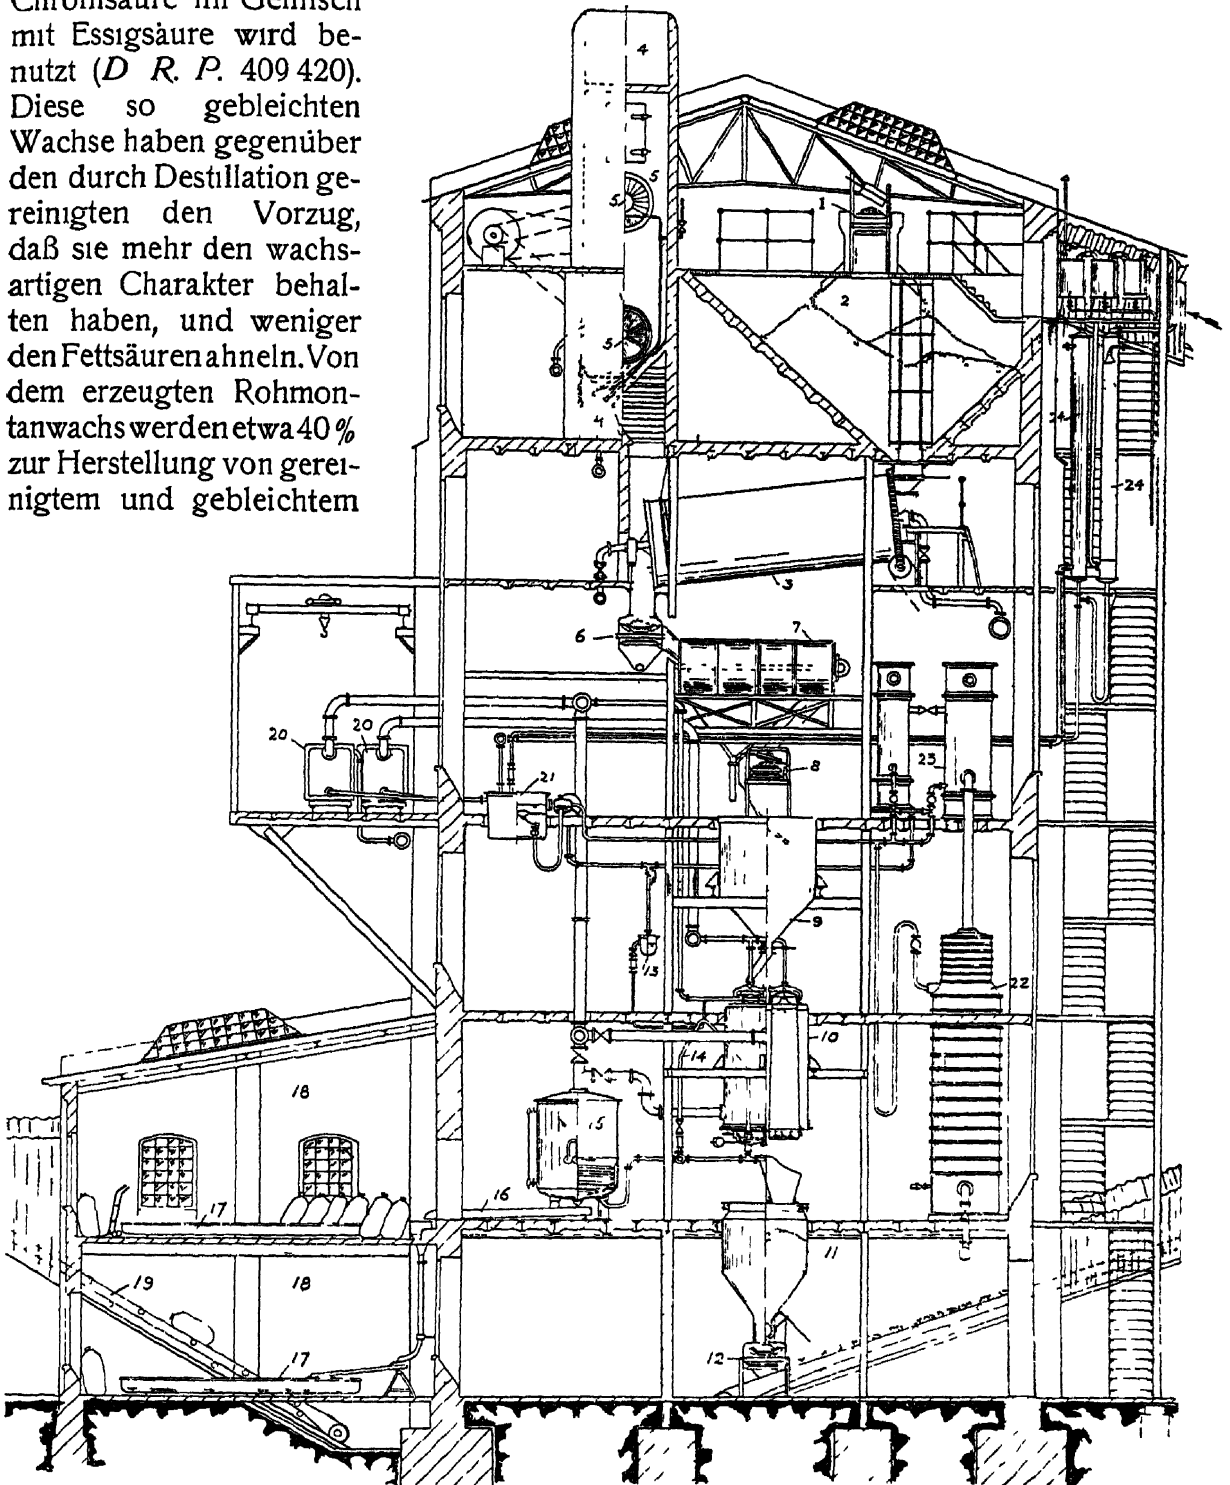 Chromsäure im Gemisch
mit Essigsäure wird be-
nutzt (D R. P. 409 420).
Diese so gebleichten
Wachse haben gegenüber
den durch Destillation ge-
reinigten den Vorzug,
daß sie mehr den wachs-
artigen Charakter behal-
ten haben, und weniger
den Fettsäuren ahneln. Von
dem erzeugten Rohmon-
tanwachs werden etwa 40 %
zur Herstellung von gerei-
nigtem und gebleichtem
4
5
5
1
2
5
4
24
24
3
6
7
20
20
21
8
23
9
13
22
10
14
18
15
16
17
11
19
18
17
12